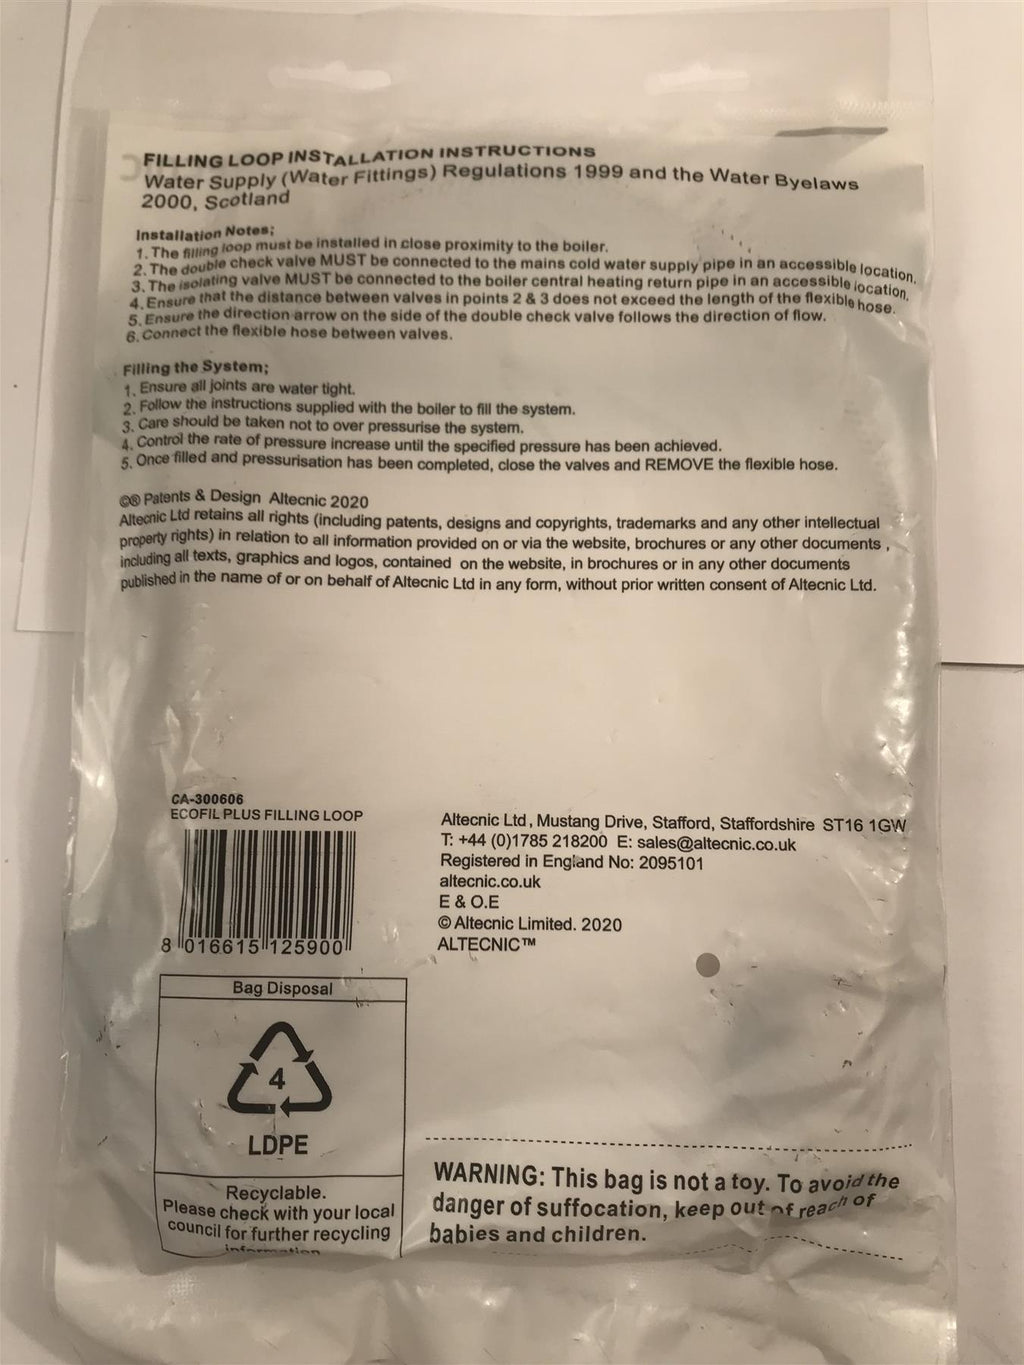 FILLING LOOP INSTALLATION INSTRUCTIONS
Water Supply (Water Fittings) Regulations 1999 and the Water Byelaws
2000, Scotland
Installation Notes;
1. The filling loop must be installed in close proximity to the boiler.
2. The double check valve MUST be connected to the mains cold water supply pipe in an accessible location.
3. The isolating valve MUST be connected to the boiler central heating return pipe in an accessible location.
4. Ensure that the distance between valves in points 2 & 3 does not exceed the length of the flexible hose.
5. Ensure the direction arrow on the side of the double check valve follows the direction of flow.
6. Connect the flexible hose between valves.
Filling the System;
1. Ensure all joints are water tight.
2. Follow the instructions supplied with the boiler to fill the system.
3. Care should be taken not to over pressurise the system.
4. Control the rate of pressure increase until the specified pressure has been achieved.
5. Once filled and pressurisation has been completed, close the valves and REMOVE the flexible hose.
©® Patents & Design Altecnic 2020
Altecnic Ltd retains all rights (including patents, designs and copyrights, trademarks and any other intellectual
property rights) in relation to all information provided on or via the website, brochures or any other documents ,
including all texts, graphics and logos, contained on the website, in brochures or in any other documents
published in the name of or on behalf of Altecnic Ltd in any form, without prior written consent of Altecnic Ltd.
CA-300606
ECOFIL PLUS FILLING LOOP
8 016615 125900
Altecnic Ltd, Mustang Drive, Stafford, Staffordshire ST16 1GW
T: +44 (0)1785 218200 E: sales@altecnic.co.uk
Registered in England No: 2095101
altecnic.co.uk
E & O.E
© Altecnic Limited. 2020
ALTECNIC™
Bag Disposal
4
LDPE
Recyclable.
Please check with your local
council for further recycling
information
WARNING: This bag is not a toy. To avoid the
danger of suffocation, keep out of reach of
babies and children.